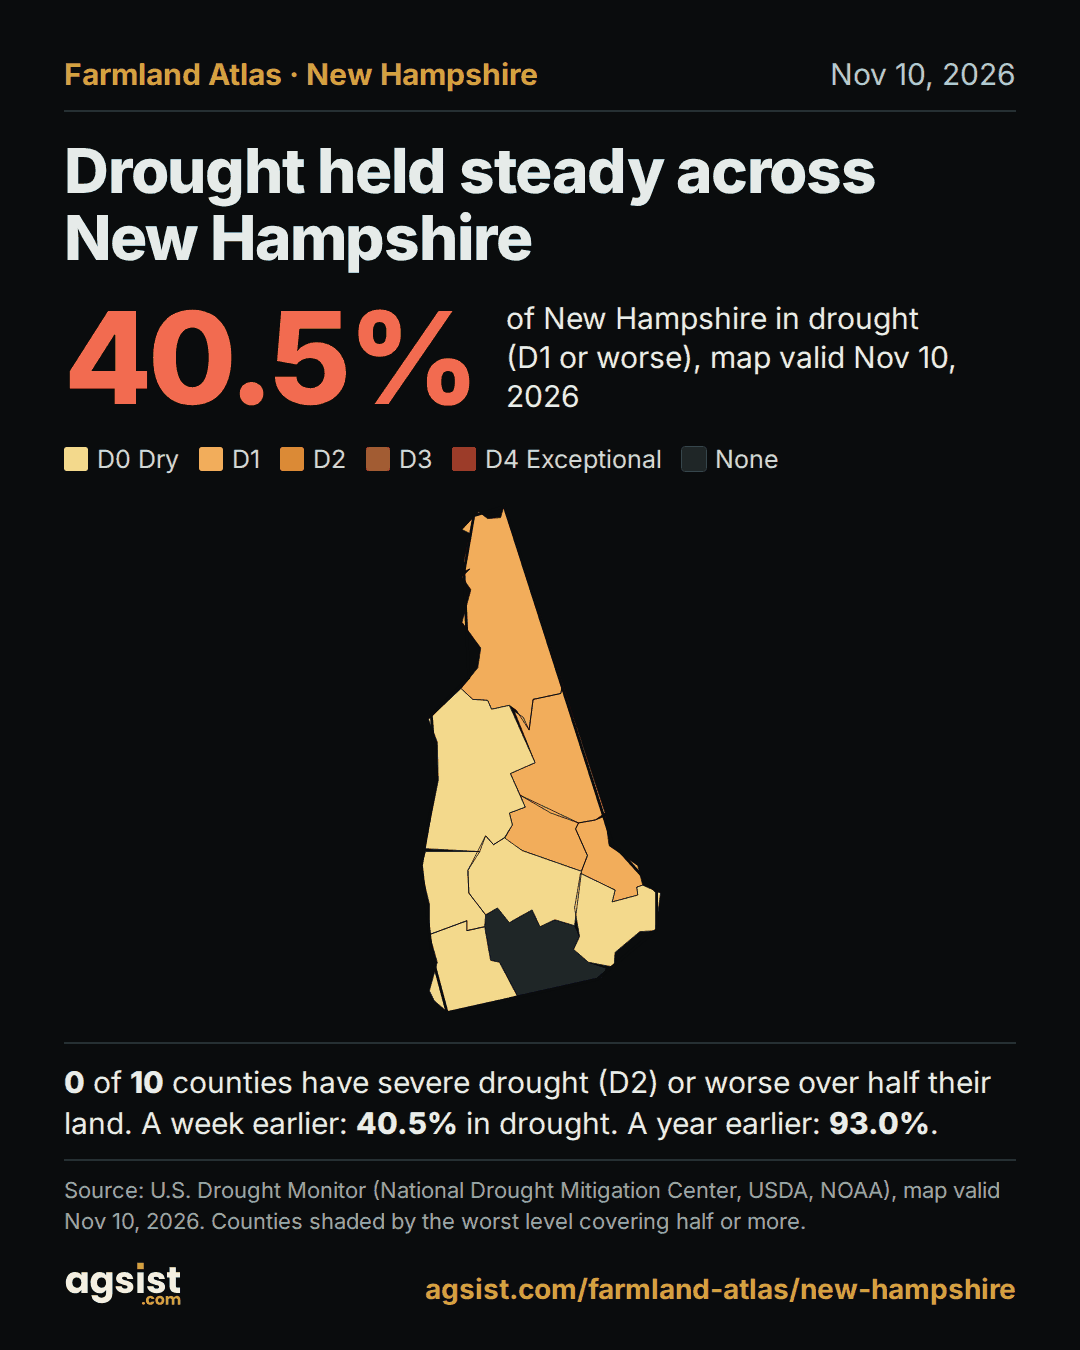 Farmland Atlas · New Hampshire
Nov 10, 2026
Drought held steady across
New Hampshire
40.5%
of New Hampshire in drought
(D1 or worse), map valid Nov 10,
2026
D0 Dry D1 D2 D3 D4 Exceptional None
0 of 10 counties have severe drought (D2) or worse over half their
land. A week earlier: 40.5% in drought. A year earlier: 93.0%.
Source: U.S. Drought Monitor (National Drought Mitigation Center, USDA, NOAA), map valid
Nov 10, 2026. Counties shaded by the worst level covering half or more.
agsist
.com
agsist.com/farmland-atlas/new-hampshire